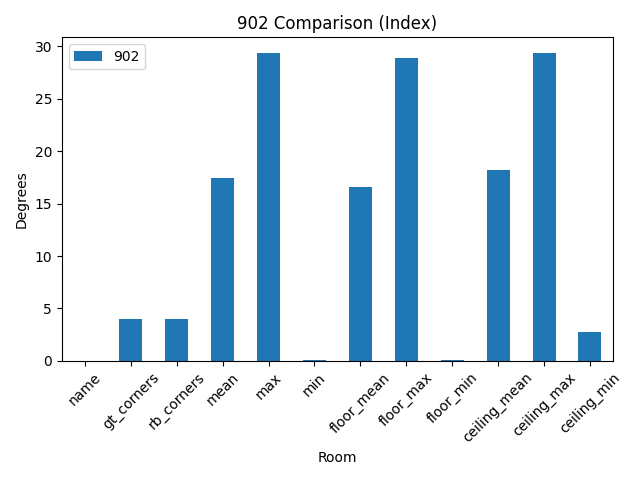 902 Comparison (Index)
902
Degrees
30
25
20
15
10
5
0
name
gt_corners
rb_corners
mean
max
min
floor_mean
floor_max
floor_min
ceiling_mean
ceiling_max
ceiling_min
Room